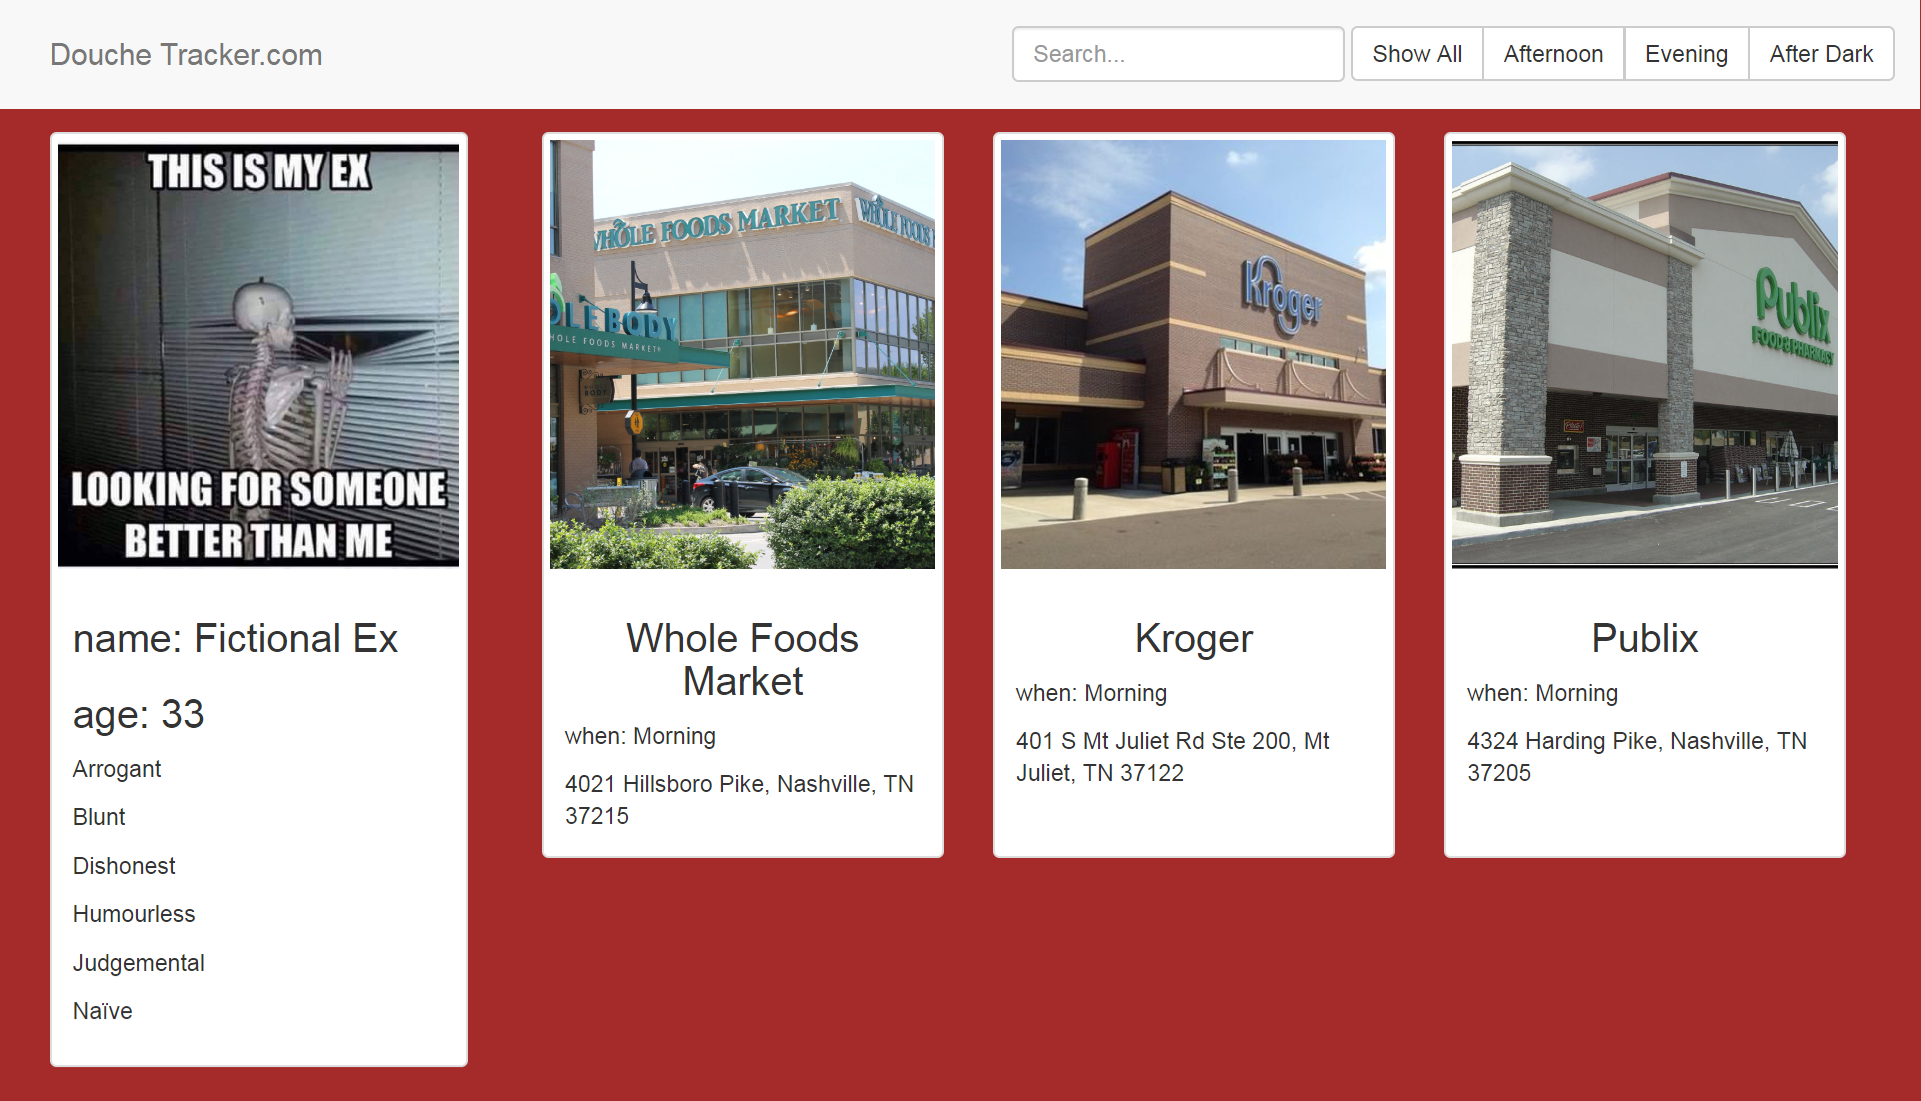 Douche Tracker.com
Search...
Show All
Afternoon
Evening
After Dark
THIS IS MY EX
LOOKING FOR SOMEONE
BETTER THAN ME
name: Fictional Ex
age: 33
Arrogant
Blunt
Dishonest
Humourless
Judgemental
Naïve
WHOLE FOODS MARKET
WHOLE FOODS
OLE BODY
HOLE FOODS MARKET
BODY
Whole Foods
Market
when: Morning
4021 Hillsboro Pike, Nashville, TN
37215
Kroger
Kroger
when: Morning
401 S Mt Juliet Rd Ste 200, Mt
Juliet, TN 37122
Publix
FOOD & PHARMACY
Publix
when: Morning
4324 Harding Pike, Nashville, TN
37205